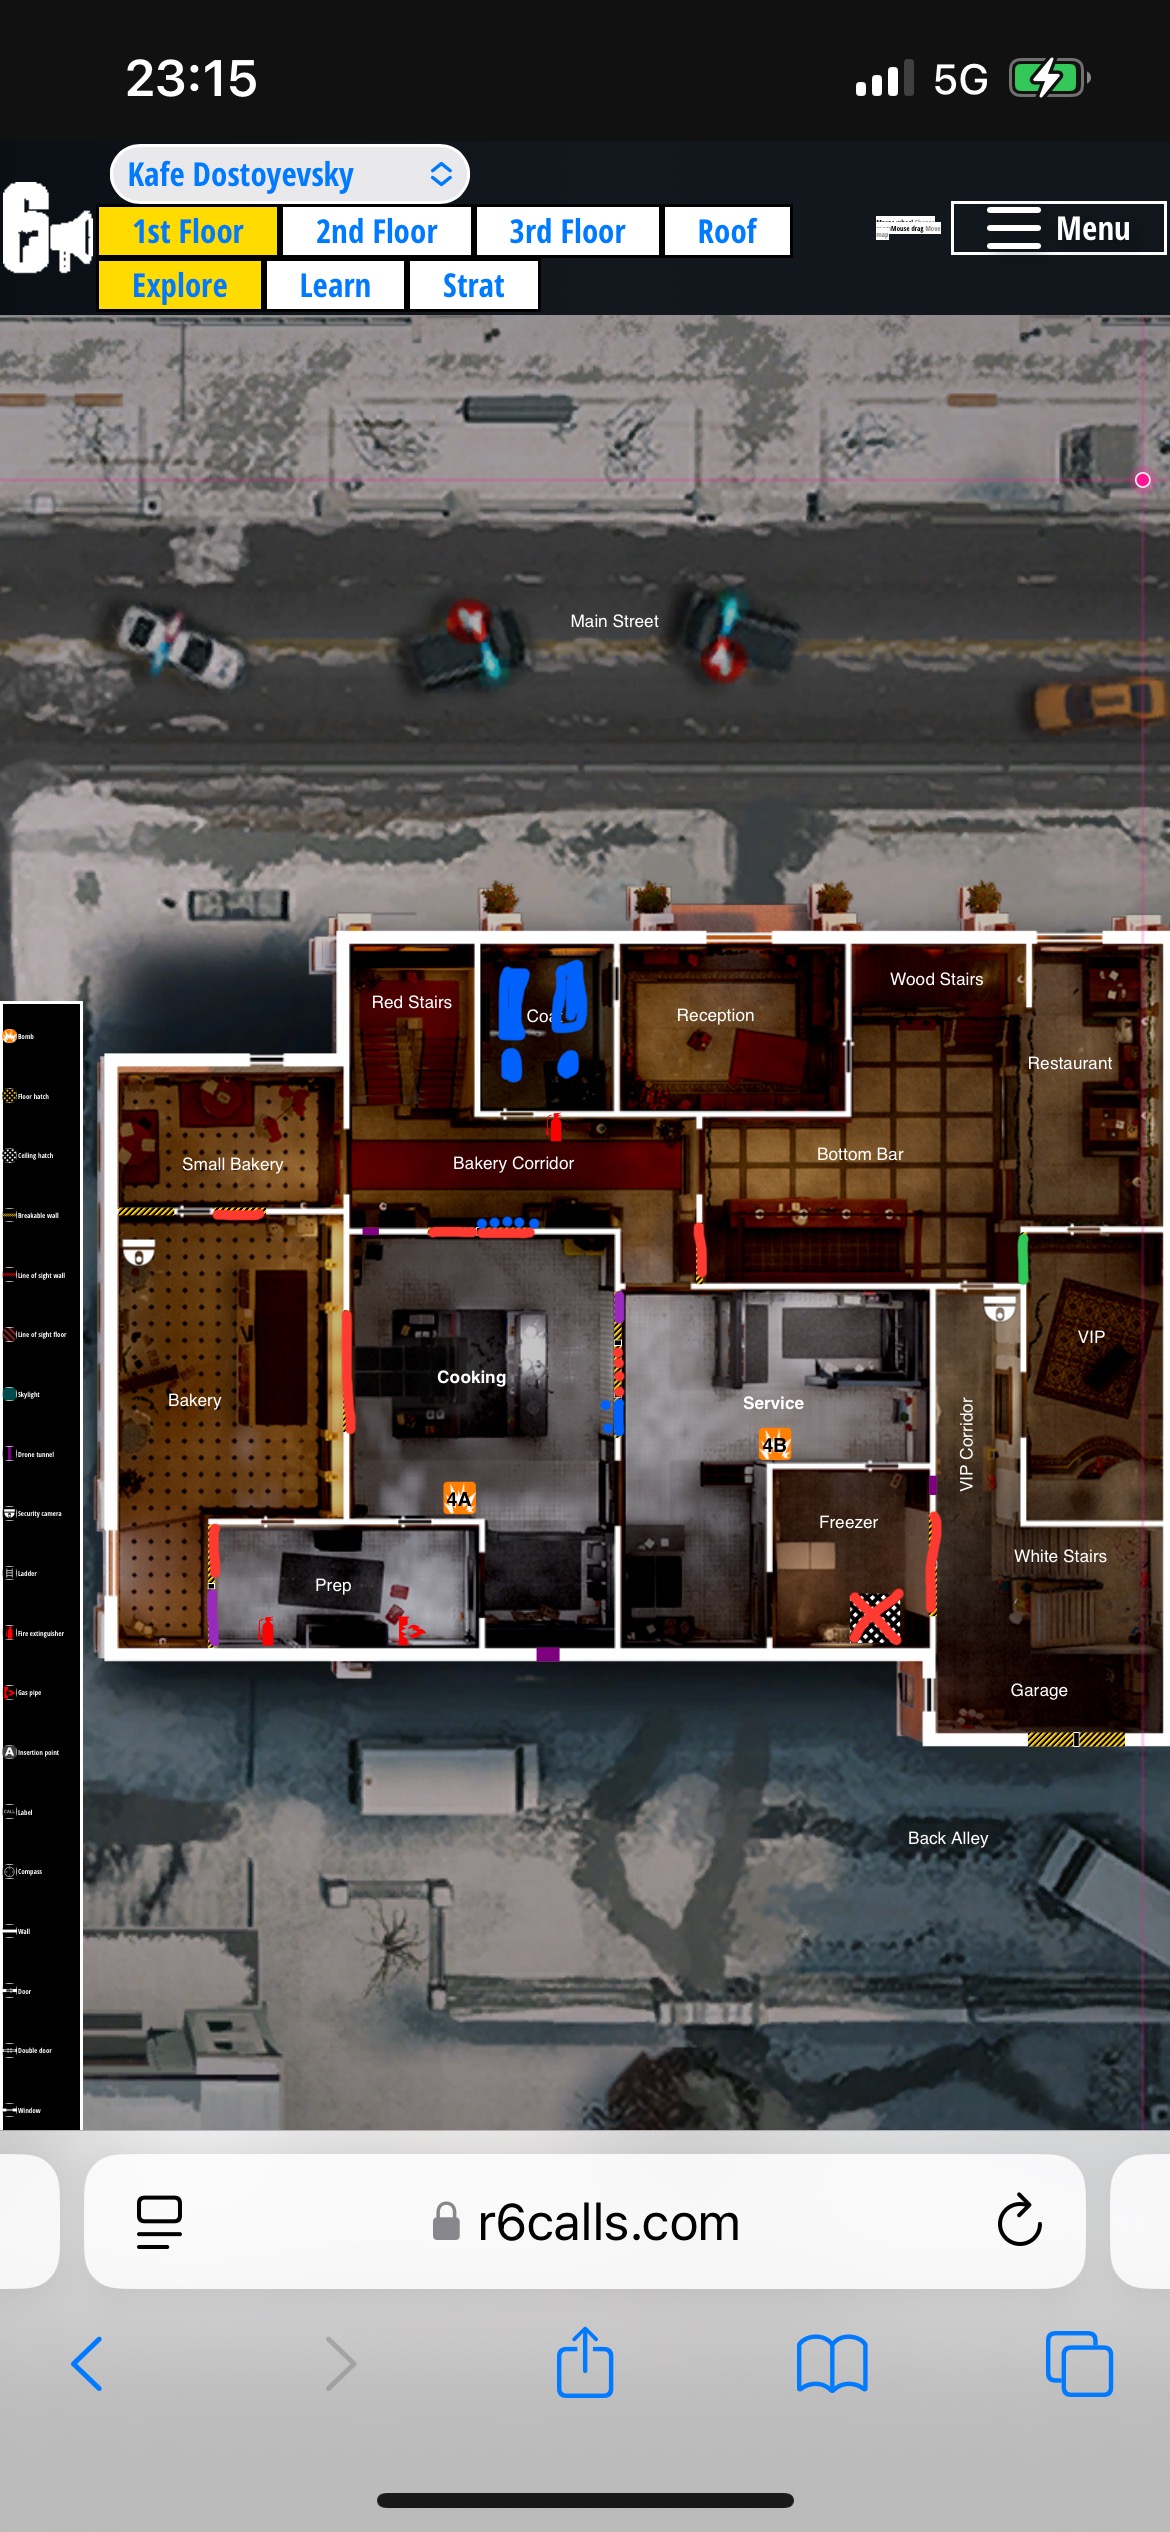 23:15
5G
Kafe Dostoyevsky
6
1st Floor
2nd Floor
3rd Floor
Roof
Menu
Explore
Learn
Strat
Main Street
Red Stairs
Reception
Wood Stairs
Restaurant
Small Bakery
Bakery Corridor
Bottom Bar
Bakery
Cooking
Service
VIP
VIP Corridor
4A
4B
Freezer
Prep
White Stairs
Garage
Back Alley
Bomb
Floor hatch
Ceiling hatch
Breakable wall
Line of sight wall
Line of sight floor
Skylight
Drone tunnel
Security camera
Ladder
Fire extinguisher
Gas pipe
A Insertion point
Label
Compass
Wall
Door
Double door
Window
r6calls.com